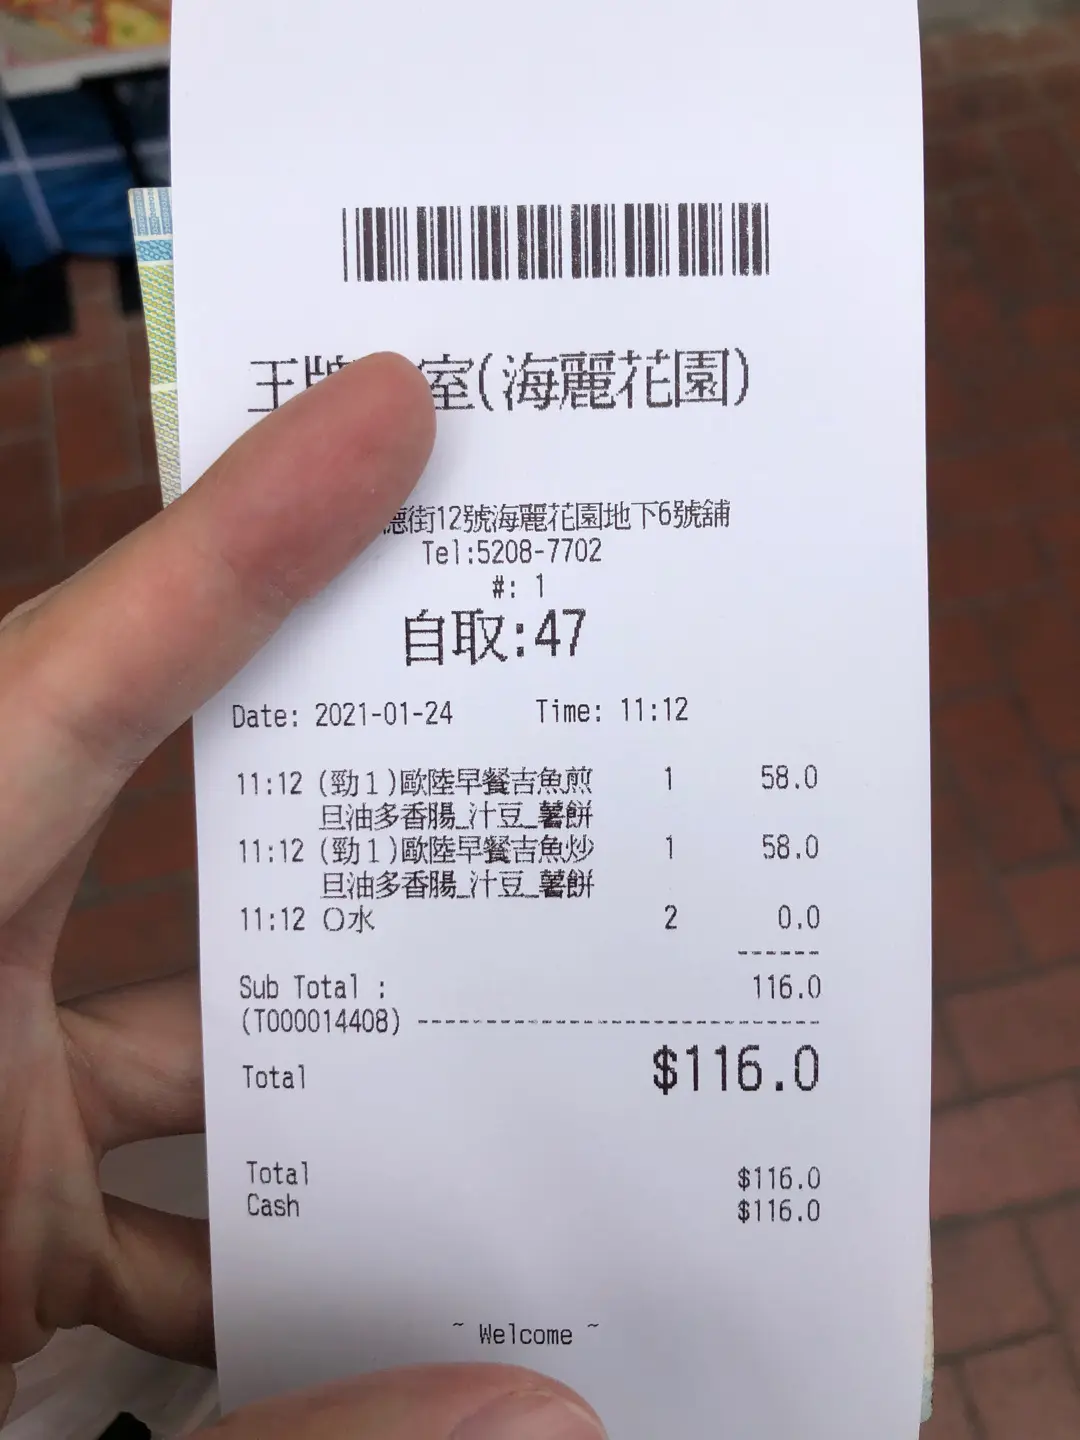 王牌 室(海麗花園)
德街12號海麗花園地下6號舖
Tel:5208-7702
#: 1
自取:47
Date: 2021-01-24 Time: 11:12
11:12 (勁1)歐陸早餐吉魚煎 1 58.0
旦油多香腸_汁豆_薯餅
11:12 (勁1)歐陸早餐吉魚炒 1 58.0
旦油多香腸_汁豆_薯餅
11:12 〇水 2 0.0
Sub Total : 116.0
(T000014408)
Total $116.0
Total $116.0
Cash $116.0
~ Welcome ~